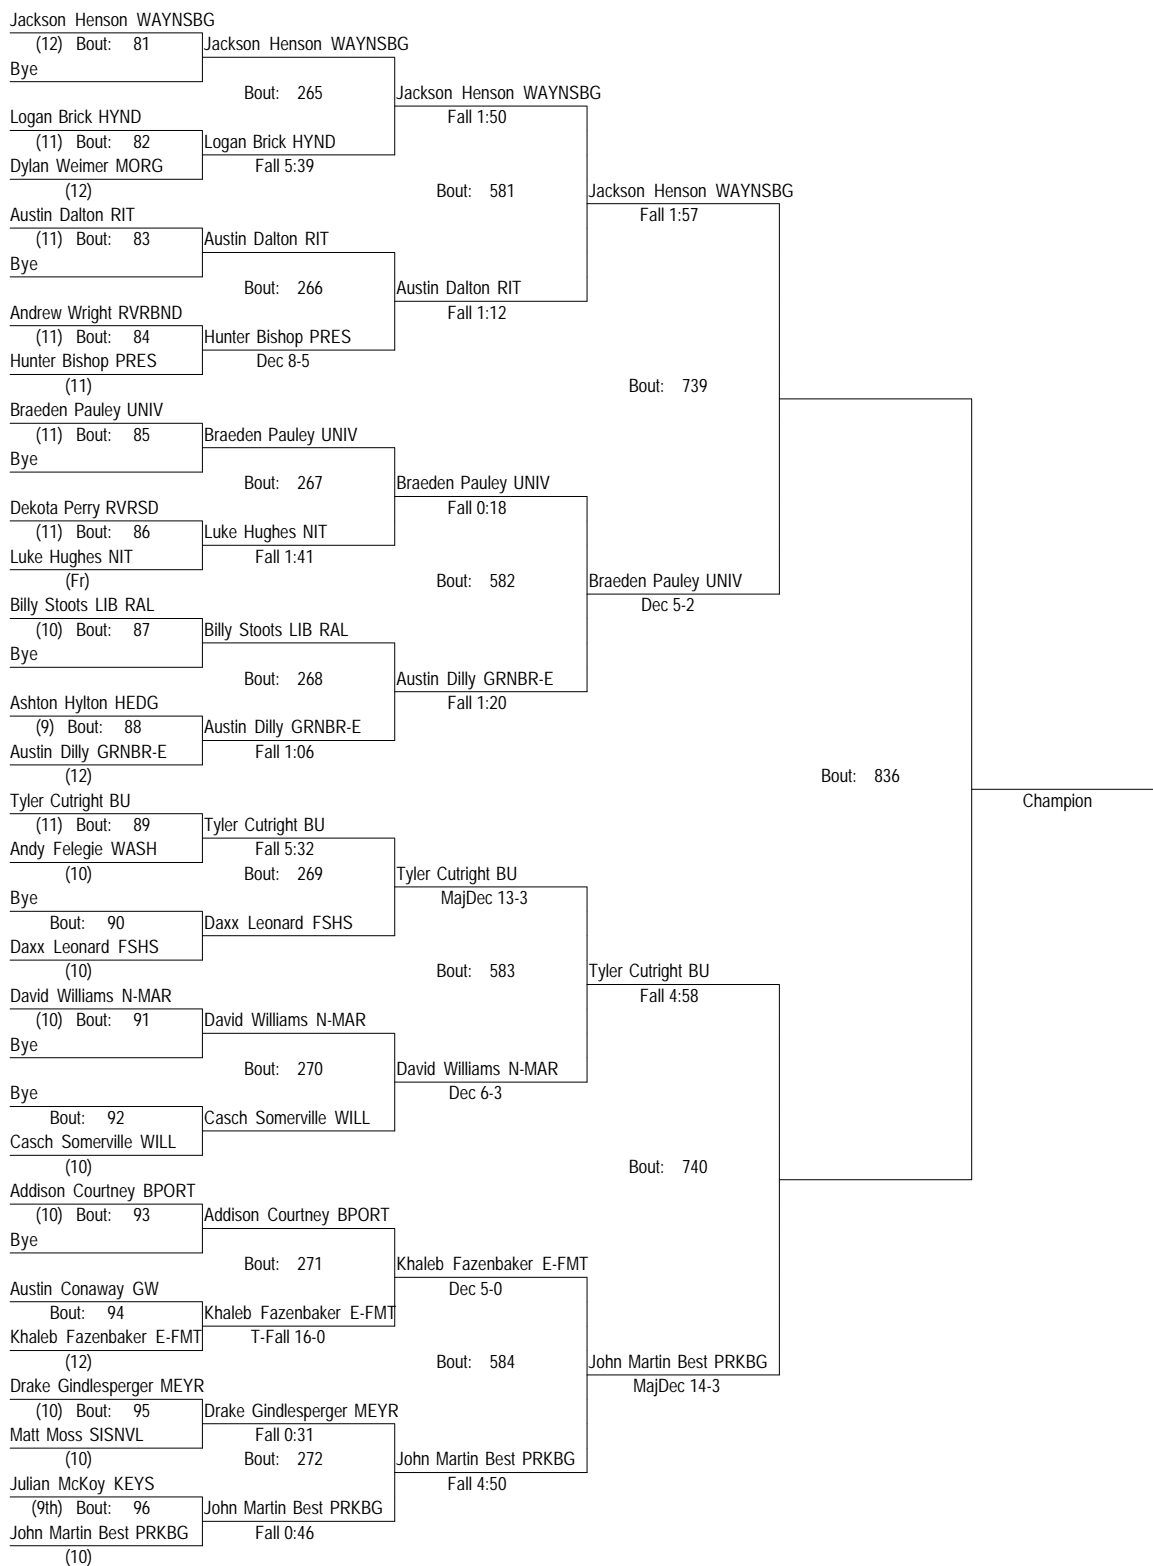 Jackson Henson WAYNSBG
(12) Bout: 81
Jackson Henson WAYNSBG
Bye
Bout: 265
Jackson Henson WAYNSBG
Logan Brick HYND
Fall 1:50
(11) Bout: 82
Logan Brick HYND
Dylan Weimer MORG
Fall 5:39
(12)
Bout: 581
Jackson Henson WAYNSBG
Austin Dalton RIT
Fall 1:57
(11) Bout: 83
Austin Dalton RIT
Bye
Bout: 266
Austin Dalton RIT
Andrew Wright RVRBND
Fall 1:12
(11) Bout: 84
Hunter Bishop PRES
Hunter Bishop PRES
Dec 8-5
(11)
Bout: 739
Braeden Pauley UNIV
(11) Bout: 85
Braeden Pauley UNIV
Bye
Bout: 267
Braeden Pauley UNIV
Dekota Perry RVRSD
Fall 0:18
(11) Bout: 86
Luke Hughes NIT
Luke Hughes NIT
Fall 1:41
(Fr)
Bout: 582
Braeden Pauley UNIV
Billy Stoots LIB RAL
Dec 5-2
(10) Bout: 87
Billy Stoots LIB RAL
Bye
Bout: 268
Austin Dilly GRNBR-E
Ashton Hylton HEDG
Fall 1:20
(9) Bout: 88
Austin Dilly GRNBR-E
Austin Dilly GRNBR-E
Fall 1:06
(12)
Bout: 836
Tyler Cutright BU
Champion
(11) Bout: 89
Tyler Cutright BU
Andy Felegie WASH
Fall 5:32
(10)
Bout: 269
Tyler Cutright BU
Bye
MajDec 13-3
Bout: 90
Daxx Leonard FSHS
Daxx Leonard FSHS
(10)
Bout: 583
Tyler Cutright BU
David Williams N-MAR
Fall 4:58
(10) Bout: 91
David Williams N-MAR
Bye
Bout: 270
David Williams N-MAR
Bye
Dec 6-3
Bout: 92
Casch Somerville WILL
Casch Somerville WILL
(10)
Bout: 740
Addison Courtney BPORT
(10) Bout: 93
Addison Courtney BPORT
Bye
Bout: 271
Khaleb Fazenbaker E-FMT
Austin Conaway GW
Dec 5-0
Bout: 94
Khaleb Fazenbaker E-FMT
Khaleb Fazenbaker E-FMT
T-Fall 16-0
(12)
Bout: 584
John Martin Best PRKBG
Drake Gindlesperger MEYR
MajDec 14-3
(10) Bout: 95
Drake Gindlesperger MEYR
Matt Moss SISNVL
Fall 0:31
(10)
Bout: 272
John Martin Best PRKBG
Julian McKoy KEYS
Fall 4:50
(9th) Bout: 96
John Martin Best PRKBG
John Martin Best PRKBG
Fall 0:46
(10)